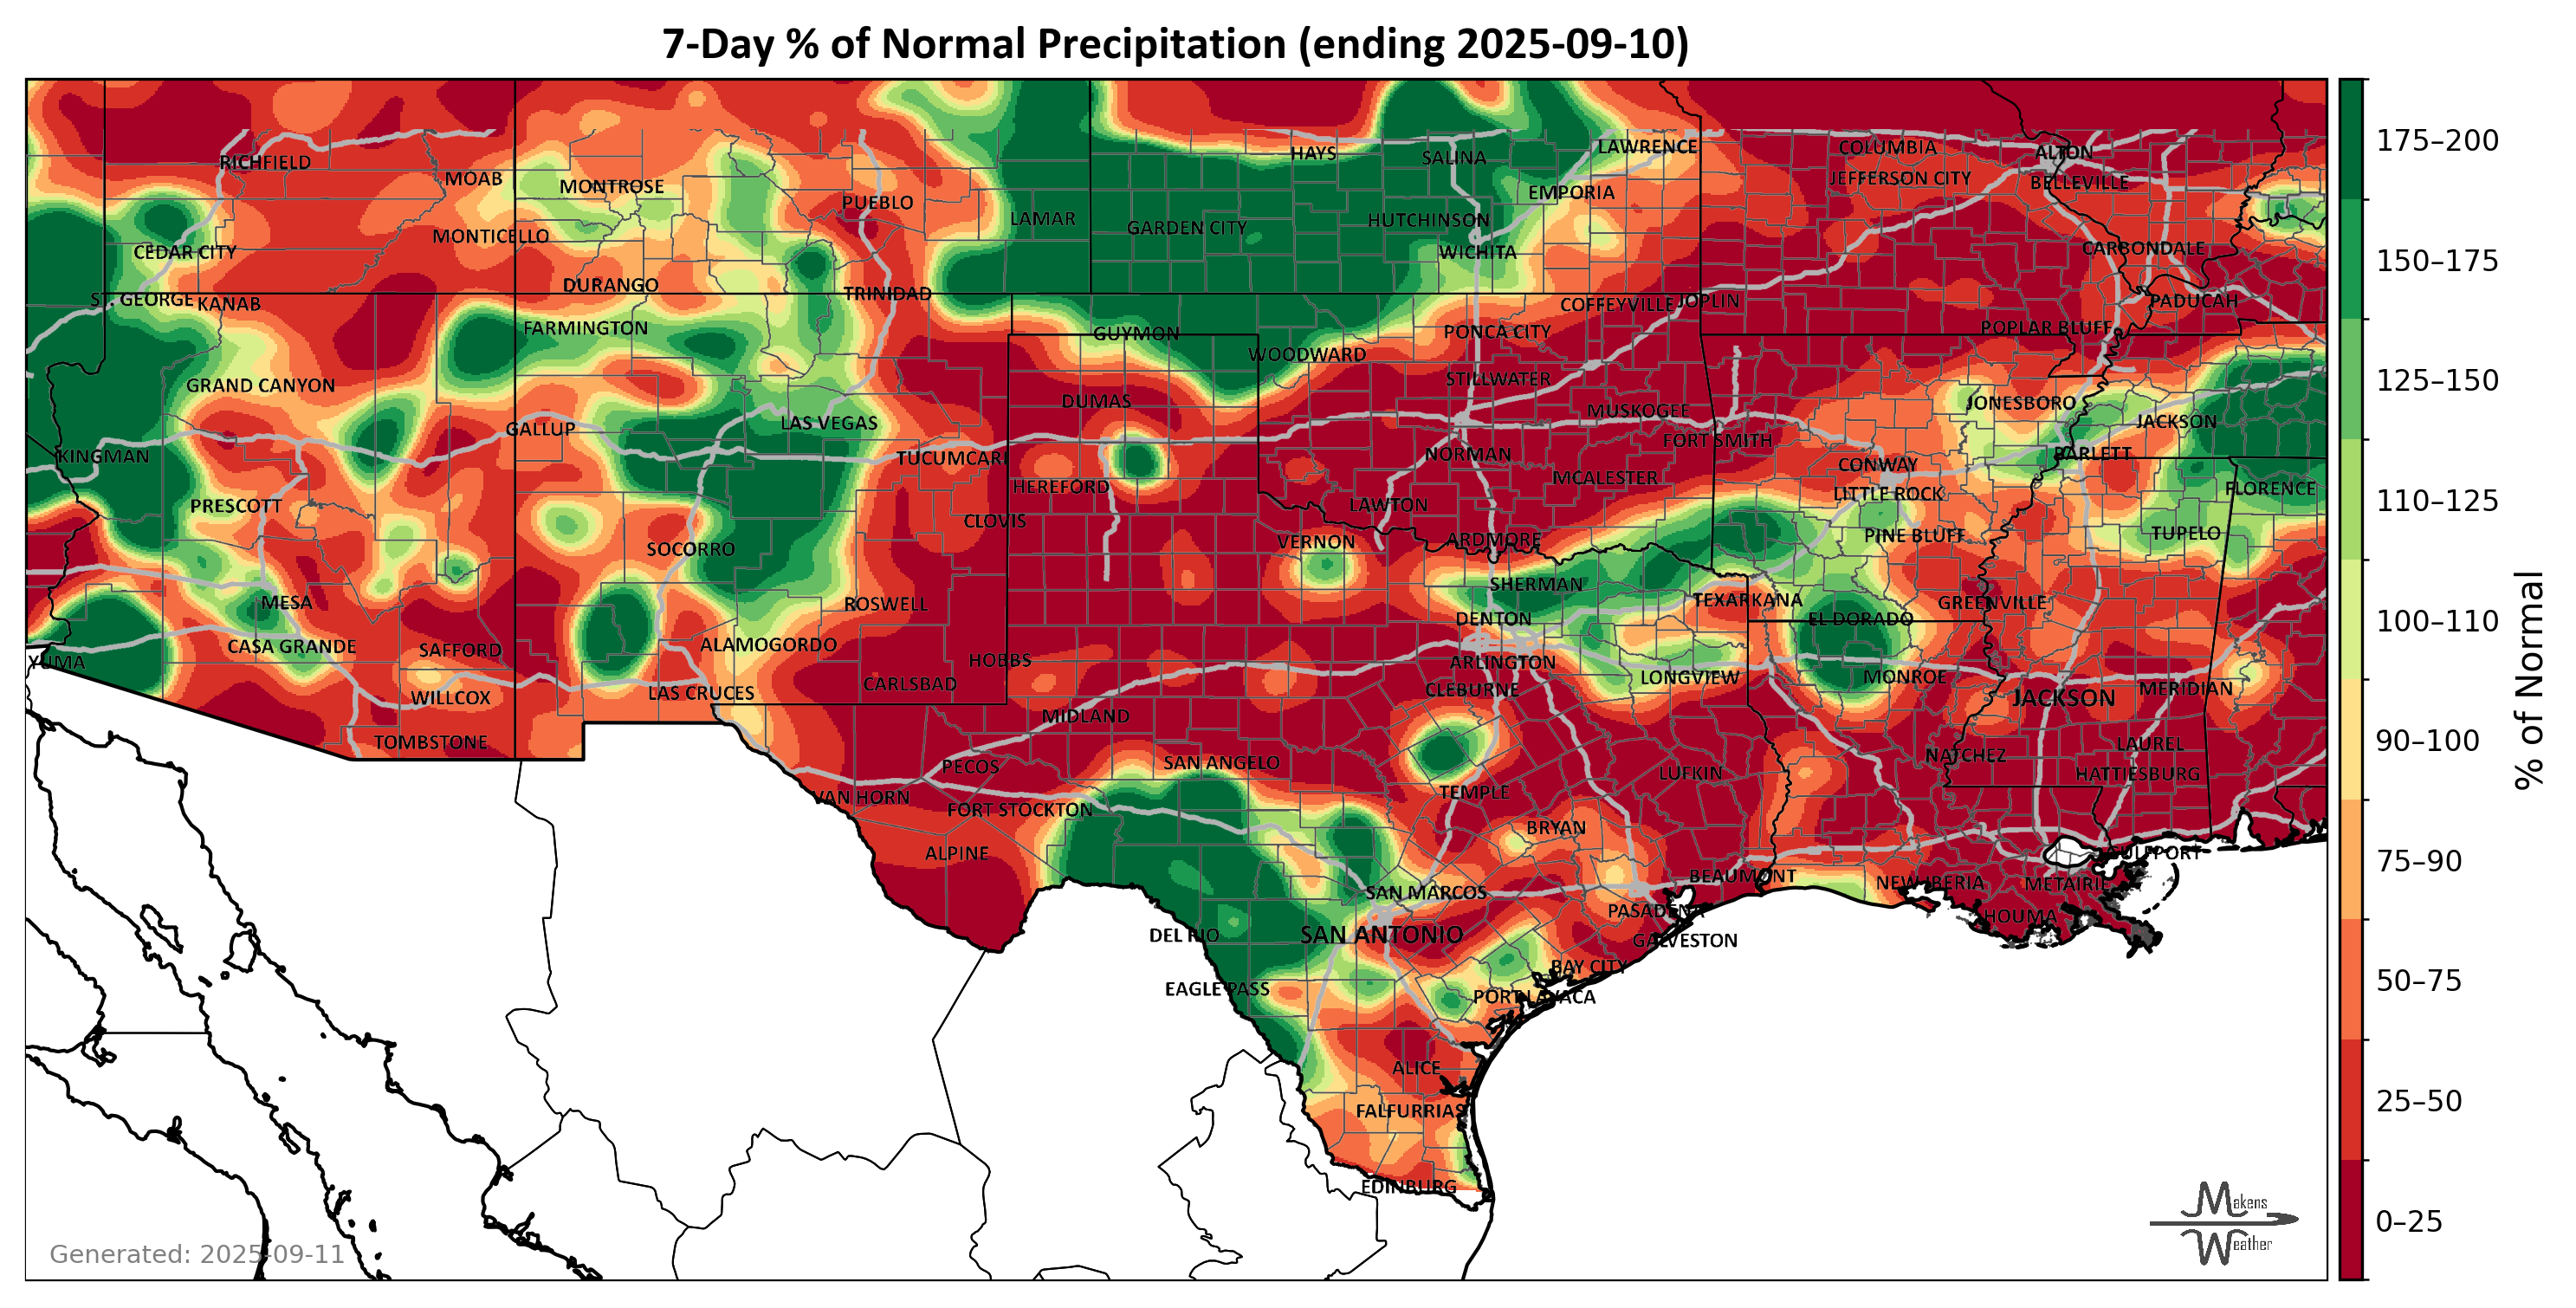 7-Day % of Normal Precipitation (ending 2025-09-10)
RICHFIELD
MOAB
MONTROSE
PUEBLO
LAMAR
HAYS
SALINA
LAWRENCE
COLUMBIA
ALTON
JEFFERSON CITY
BELLEVILLE
EMPORIA
GARDEN CITY
HUTCHINSON
MONTICELLO
CEDAR CITY
WICHITA
CARBONDALE
DURANGO
TRINIDAD
ST. GEORGE
KANAB
COFFEYVILLE
JOPLIN
PADUCAH
FARMINGTON
GUYMON
PONCA CITY
POPLAR BLUFF
WOODWARD
GRAND CANYON
STILLWATER
DUMAS
MUSKOGEE
JONESBORO
LAS VEGAS
JACKSON
GALLUP
FORT SMITH
KINGMAN
TUCUMCARI
NORMAN
BARLETT
CONWAY
HEREFORD
MCALESTER
LITTLE ROCK
FLORENCE
PRESCOTT
LAWTON
CLOVIS
PINE BLUFF
TUPELO
SOCORRO
VERNON
ARDMORE
MESA
ROSWELL
SHERMAN
TEXARKANA
GREENVILLE
DENTON
EL DORADO
CASA GRANDE
SAFFORD
ALAMOGORDO
YUMA
HOBBS
ARLINGTON
LONGVIEW
MONROE
CARLSBAD
CLEBURNE
MERIDIAN
WILLCOX
LAS CRUCES
JACKSON
MIDLAND
TOMBSTONE
NATCHEZ
LAUREL
PECOS
SAN ANGELO
LUFKIN
HATTIESBURG
VAN HORN
FORT STOCKTON
TEMPLE
BRYAN
ALPINE
GULFPORT
BEAUMONT
NEW IBERIA
METAIRIE
SAN MARCOS
PASADENA
HOUMA
DEL RIO
SAN ANTONIO
GALVESTON
BAY CITY
EAGLE PASS
PORT LAVACA
ALICE
FALFURRIAS
EDINBURG
Generated: 2025-09-11
Makens
Weather
175–200
150–175
125–150
110–125
100–110
90–100
75–90
50–75
25–50
0–25
% of Normal